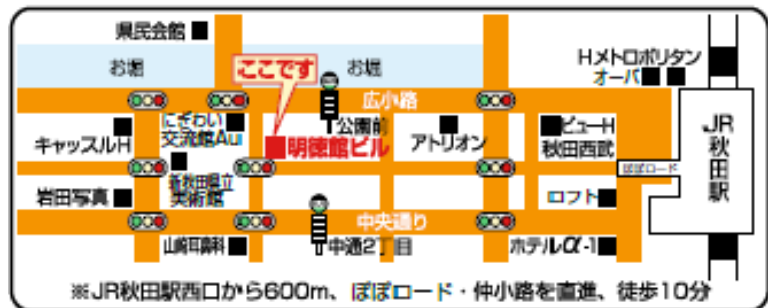 県民会館
お堀
ここです
お堀
Hメトロポリタン
オーパ
広小路
キャッスルH
にぎわい
交流館AU
公園前
明徳館ビル
アトリオン
ビューH
秋田西武
JR秋田駅
ぽぽロード
岩田写真
新秋田県立
美術館
ロフト
中央通り
山崎耳鼻科
中通2丁目
ホテルα-1
※JR秋田駅西口から600m、ぽぽロード・仲小路を直進、徒歩10分